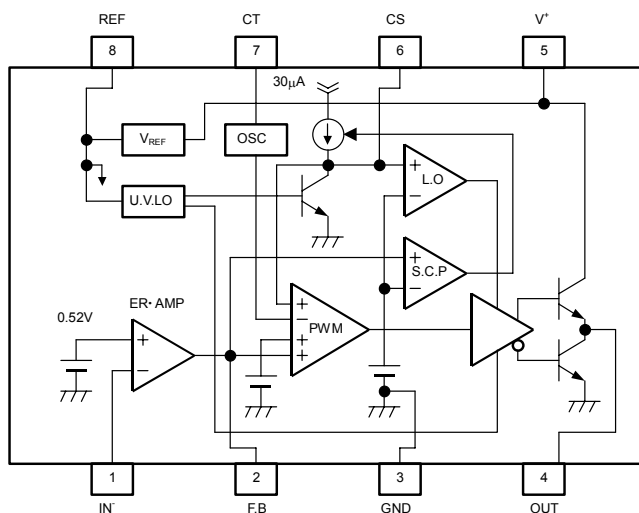 REF CT CS V⁺
8 7 6 5
30μA
V_REF OSC
+
L.O
U.V.LO −
+
S.C.P
−
ER･AMP +
0.52V −
+ PWM
+
− +
1 2 3 4
IN⁻ F.B GND OUT